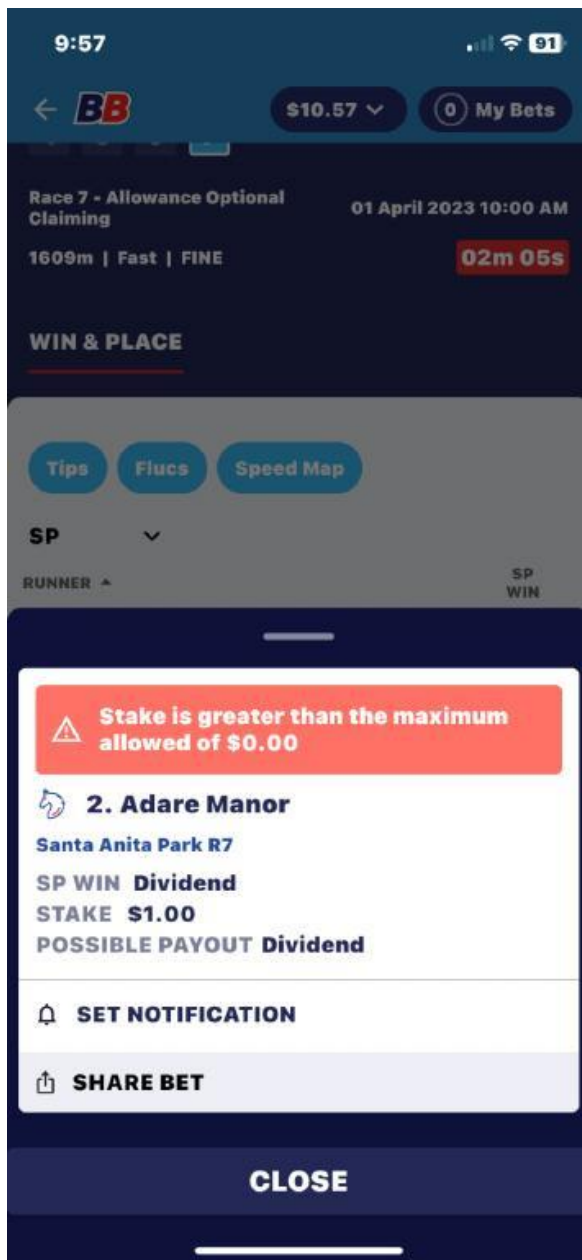 9:57
91
BB
$10.57
0 My Bets
Race 7 - Allowance Optional
Claiming
01 April 2023 10:00 AM
1609m | Fast | FINE
02m 05s
WIN & PLACE
Tips
Flucs
Speed Map
SP
RUNNER
SP
WIN
Stake is greater than the maximum
allowed of $0.00
2. Adare Manor
Santa Anita Park R7
SP WIN Dividend
STAKE $1.00
POSSIBLE PAYOUT Dividend
SET NOTIFICATION
SHARE BET
CLOSE